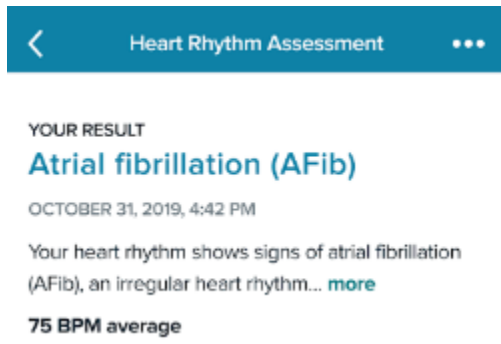 Heart Rhythm Assessment
YOUR RESULT
Atrial fibrillation (AFib)
OCTOBER 31, 2019, 4:42 PM
Your heart rhythm shows signs of atrial fibrillation
(AFib), an irregular heart rhythm... more
75 BPM average